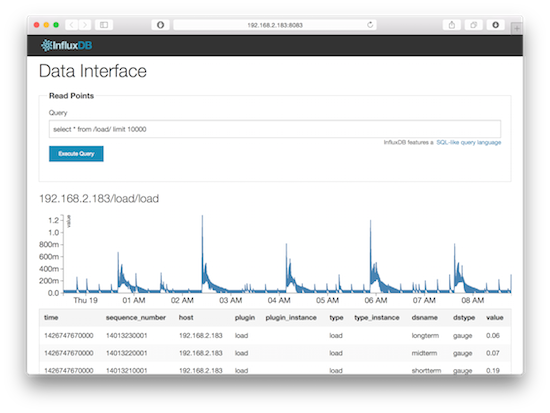 192.168.2.183:8083
InfluxDB
Data Interface
Read Points
Query
select * from /load/ limit 10000
InfluxDB features a SQL-like query language
Execute Query
192.168.2.183/load/load
value
1.2
1.0
800m
600m
400m
200m
0.0
Thu 19 01 AM 02 AM 03 AM 04 AM 05 AM 06 AM 07 AM 08 AM
time sequence_number host plugin plugin_instance type type_instance dsname dstype value
1426747670000 14013230001 192.168.2.183 load load longterm gauge 0.06
1426747670000 14013220001 192.168.2.183 load load midterm gauge 0.07
1426747670000 14013210001 192.168.2.183 load load shortterm gauge 0.19